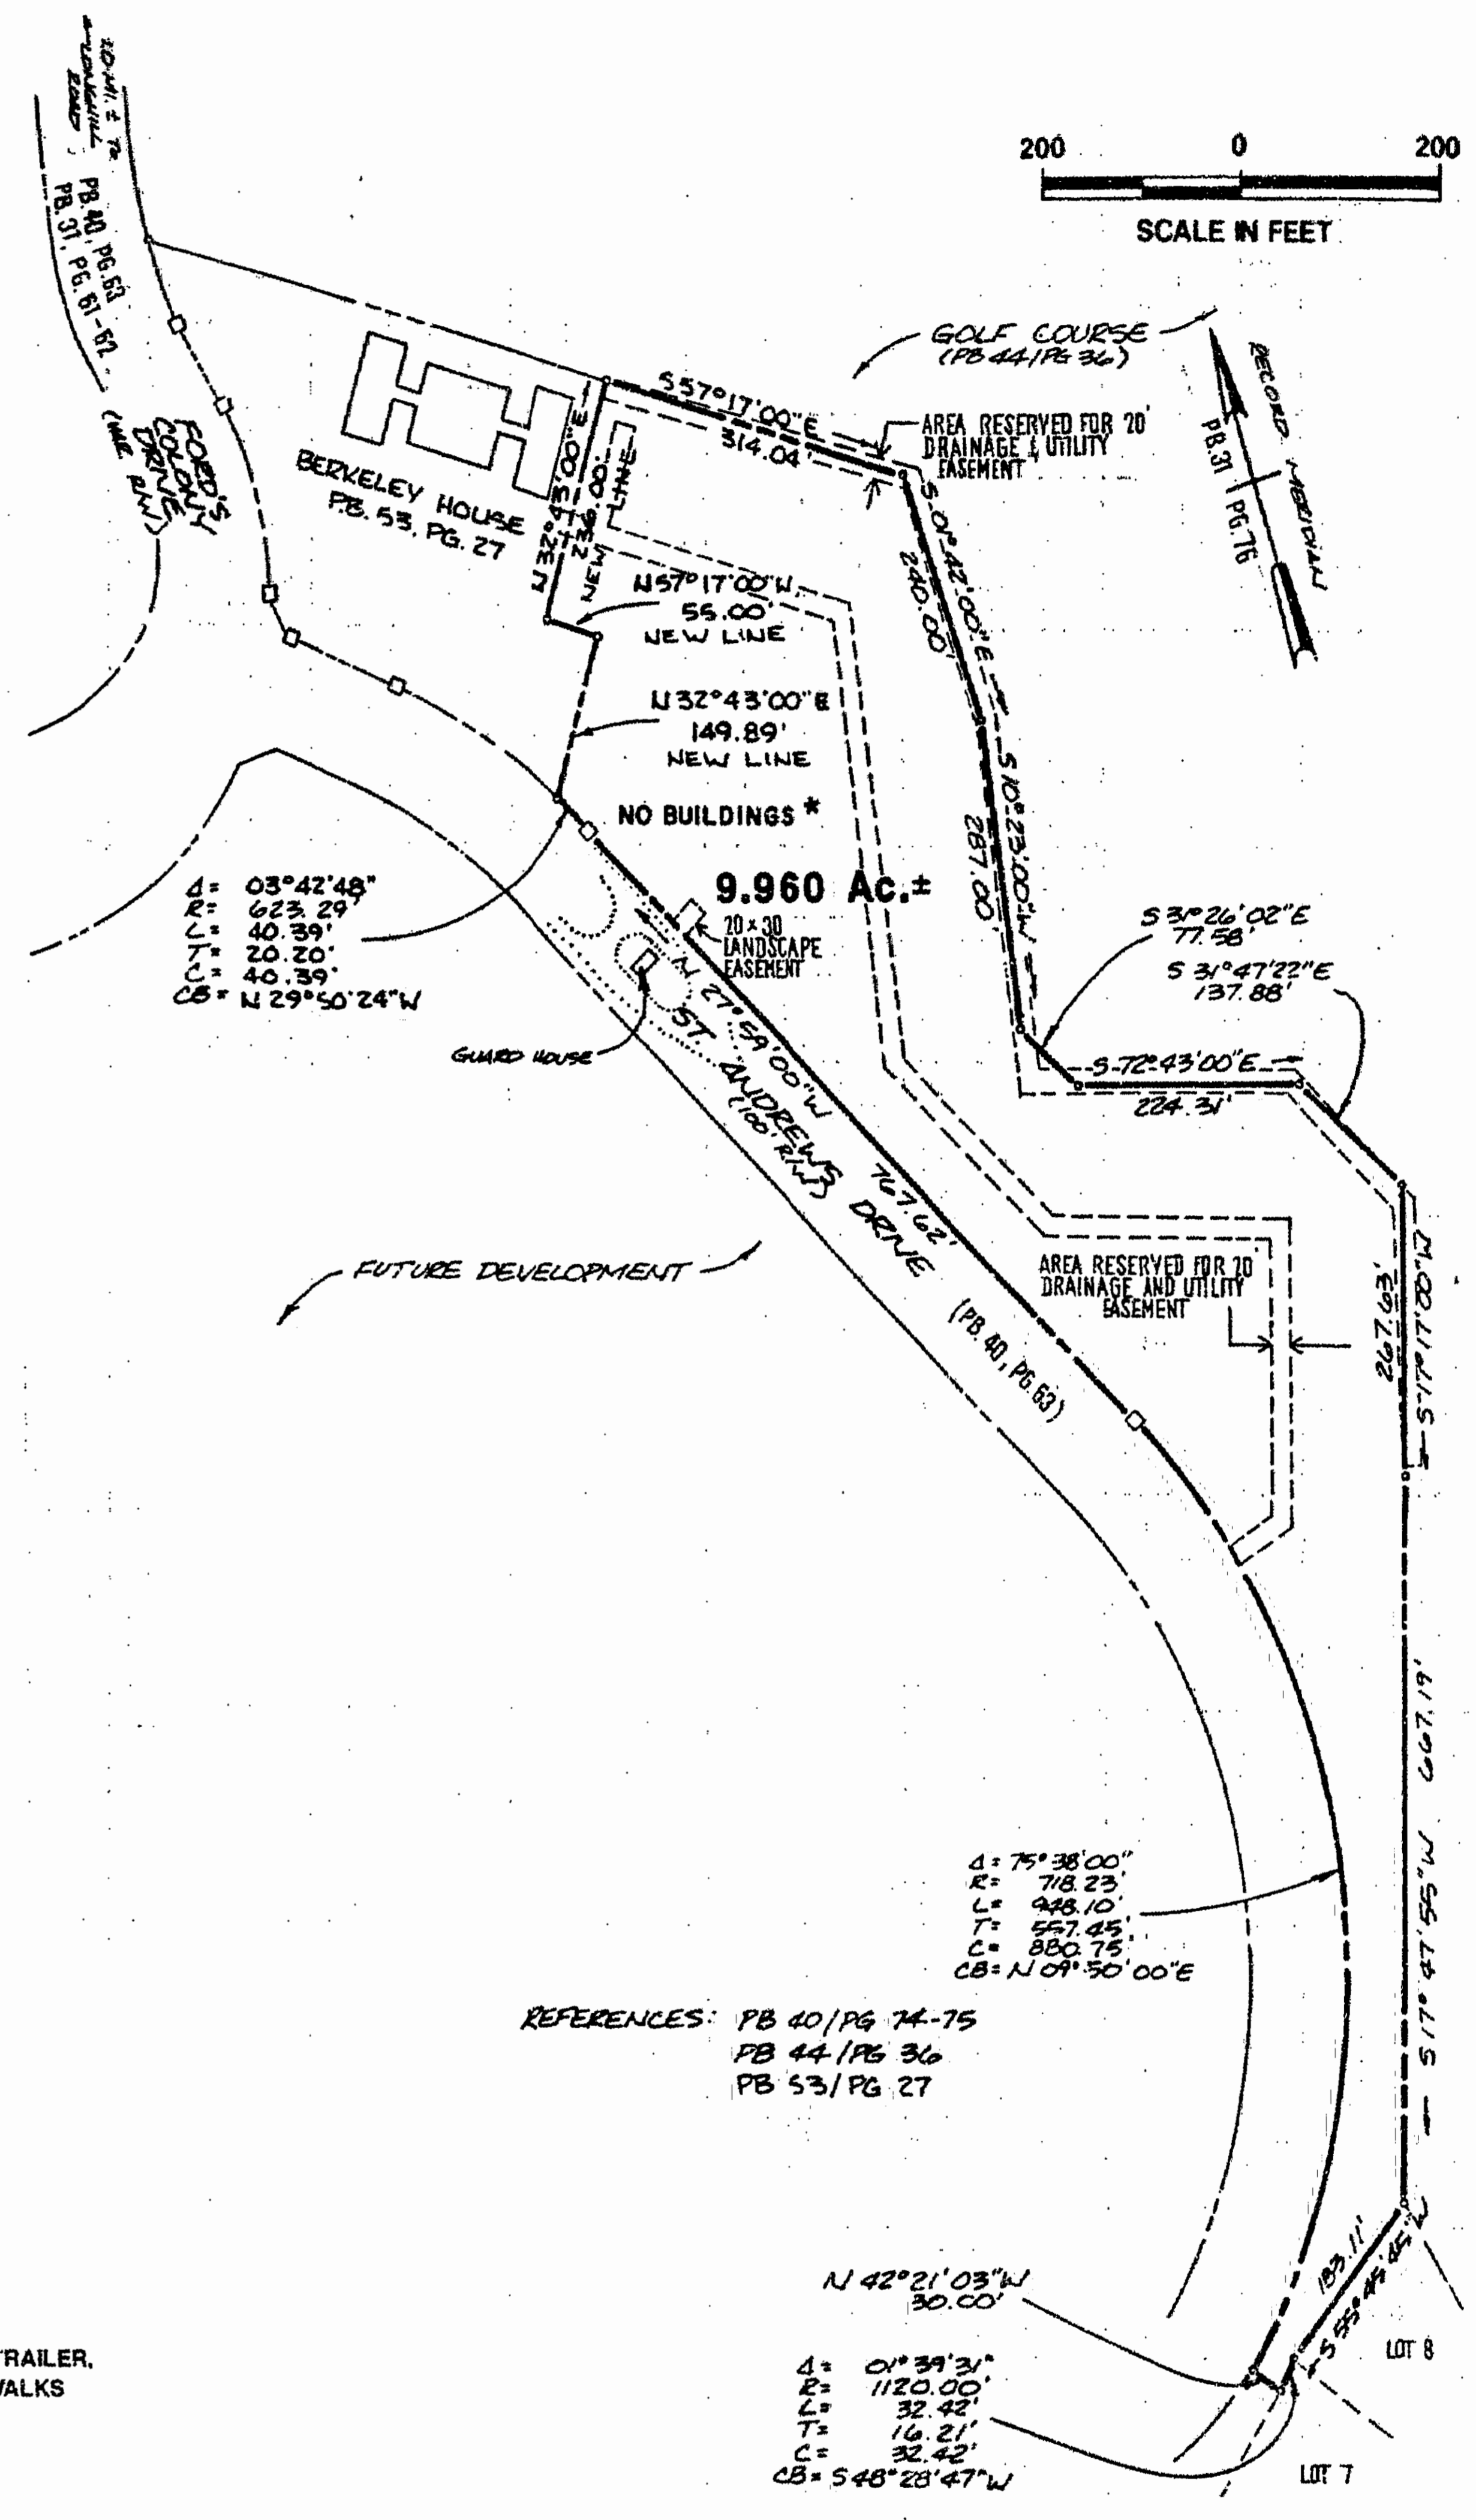 200 0 200
SCALE IN FEET
LONGHILL
ROAD
PB. 40, PG. 63
PB. 37, PG. 61-62
FORD'S
COLONY
DRIVE
GOLF COURSE
(PB 44/PG 36)
RECORD MERIDIAN
PB. 31 PG. 76
S 57°17'00"E
314.04'
AREA RESERVED FOR 20'
DRAINAGE & UTILITY
EASEMENT
BERKELEY HOUSE
P.B. 53, PG. 27
N 32°43'00"E
236.00'
NEW LINE
N 57°17'00"W
55.00'
NEW LINE
240.00'
N 32°43'00"E
149.89'
NEW LINE
NO BUILDINGS *
9.960 Ac.±
20 x 30
LANDSCAPE
EASEMENT
S 10°23'00"W
287.00'
Δ= 03°42'48"
R= 623.29'
L= 40.39'
T= 20.20'
C= 40.39'
CB= N 29°50'24"W
GUARD HOUSE
S 31°26'02"E
77.58'
S 31°47'22"E
137.88'
S 72°43'00"E
224.31'
N 27°59'00"W 767.62'
ST. ANDREWS DRIVE
(100' R/W)
(PB. 40, PG. 63)
FUTURE DEVELOPMENT
AREA RESERVED FOR 20'
DRAINAGE AND UTILITY
EASEMENT
267.93'
S 17°17'00"W
S 17°47'55"W 667.19'
Δ= 75°38'00"
R= 718.23'
L= 948.10'
T= 557.45'
C= 880.75'
CB= N 09°50'00"E
REFERENCES: PB 40/PG 74-75
PB 44/PG 36
PB 53/PG 27
183.11'
S 55°45'45"W
N 42°21'03"W
30.00'
LOT 8
Δ= 01°39'31"
R= 1120.00'
L= 32.42'
T= 16.21'
C= 32.42'
CB= S 48°28'47"W
LOT 7
TRAILER,
WALKS